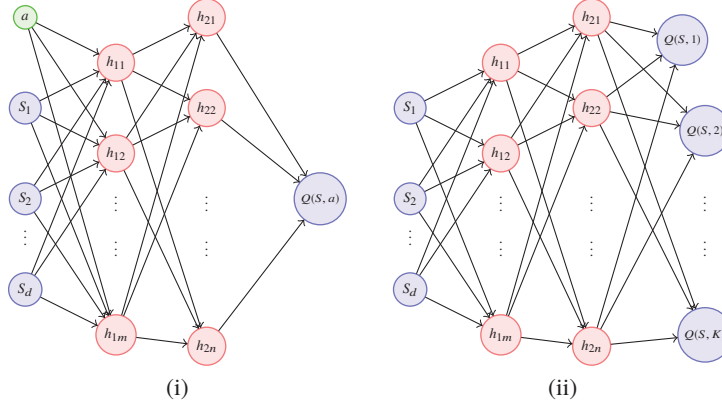 a
h21
h11
S1
h22
h12
S2
⋮
⋮
⋮
Q(S, a)
⋮
⋮
Sd
h1m
h2n
(i)
h21
Q(S, 1)
h11
S1
h22
Q(S, 2)
h12
S2
⋮
⋮
⋮
⋮
⋮
⋮
⋮
Sd
h1m
h2n
Q(S, K
(ii)